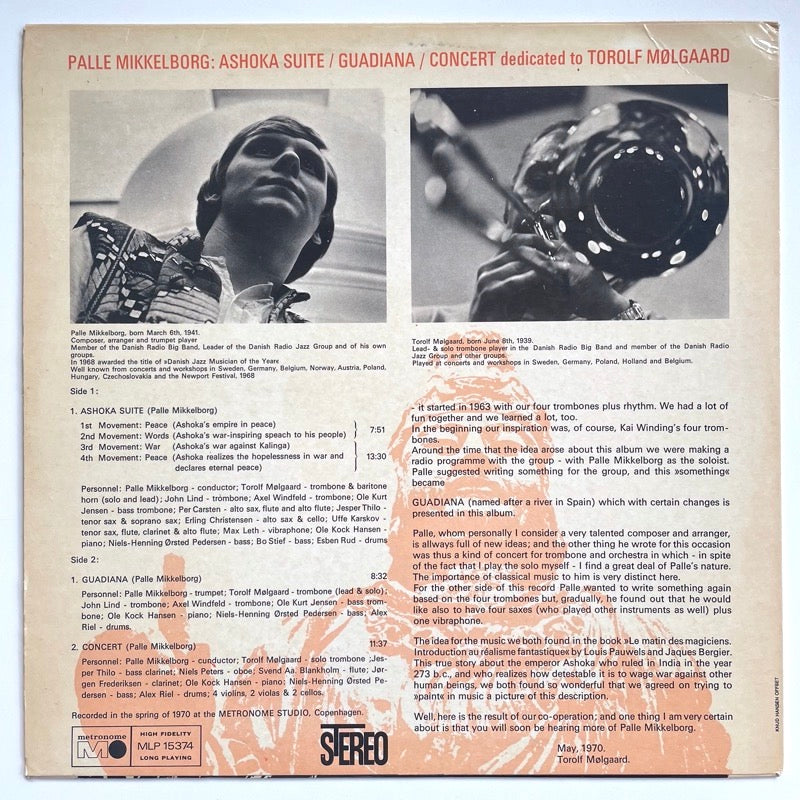 PALLE MIKKELBORG: ASHOKA SUITE / GUADIANA / CONCERT dedicated to TOROLF MØLGAARD
Palle Mikkelborg, born March 6th, 1941.
Composer, arranger and trumpet player
Member of the Danish Radio Big Band, Leader of the Danish Radio Jazz Group and of his own
groups.
In 1968 awarded the title of »Danish Jazz Musician of the Year«
Well known from concerts and workshops in Sweden, Germany, Belgium, Norway, Austria, Poland,
Hungary, Czechoslovakia and the Newport Festival, 1968
Side 1:
1. ASHOKA SUITE (Palle Mikkelborg)
1st Movement: Peace (Ashoka's empire in peace)
2nd Movement: Words (Ashoka's war-inspiring speach to his people)
7:51
3rd Movement: War (Ashoka's war against Kalinga)
4th Movement: Peace (Ashoka realizes the hopelessness in war and
declares eternal peace)
13:30
Personnel: Palle Mikkelborg - conductor; Torolf Mølgaard - trombone & baritone
horn (solo and lead); John Lind - trombone; Axel Windfeld - trombone; Ole Kurt
Jensen - bass trombone; Per Carsten - alto sax, flute and alto flute; Jesper Thilo -
tenor sax & soprano sax; Erling Christensen - alto sax & cello; Uffe Karskov -
tenor sax, flute, clarinet & alto flute; Max Leth - vibraphone; Ole Kock Hansen -
piano; Niels-Henning Ørsted Pedersen - bass; Bo Stief - bass; Esben Rud - drums
Side 2:
1. GUADIANA (Palle Mikkelborg) 8:32
Personnel: Palle Mikkelborg - trumpet; Torolf Mølgaard - trombone (lead & solo);
John Lind - trombone; Axel Windfeld - trombone; Ole Kurt Jensen - bass trom-
bone; Ole Kock Hansen - piano; Niels-Henning Ørsted Pedersen - bass; Alex
Riel - drums.
2. CONCERT (Palle Mikkelborg) 11:37
Personnel: Palle Mikkelborg - conductor; Torolf Mølgaard - solo trombone ;Jes-
per Thilo - bass clarinet; Niels Peters - oboe; Svend Aa. Blankholm - flute; Jør-
gen Frederiksen - clarinet; Ole Kock Hansen - piano; Niels-Henning Ørsted Pe-
dersen - bass; Alex Riel - drums; 4 violins, 2 violas & 2 cellos.
Recorded in the spring of 1970 at the METRONOME STUDIO, Copenhagen.
metronome
HIGH FIDELITY
MLP 15374
LONG PLAYING
STEREO
Torolf Mølgaard, born June 8th, 1939.
Lead- & solo trombone player in the Danish Radio Big Band and member of the Danish Radio
Jazz Group and other groups.
Played at concerts and workshops in Sweden, Germany, Poland, Holland and Belgium.
- it started in 1963 with our four trombones plus rhythm. We had a lot of
fun together and we learned a lot, too.
In the beginning our inspiration was, of course, Kai Winding's four trom-
bones.
Around the time that the idea arose about this album we were making a
radio programme with the group - with Palle Mikkelborg as the soloist.
Palle suggested writing something for the group, and this »something«
became
GUADIANA (named after a river in Spain) which with certain changes is
presented in this album.
Palle, whom personally I consider a very talented composer and arranger,
is allways full of new ideas; and the other thing he wrote for this occasion
was thus a kind of concert for trombone and orchestra in which - in spite
of the fact that I play the solo myself - I find a great deal of Palle's nature.
The importance of classical music to him is very distinct here.
For the other side of this record Palle wanted to write something again
based on the four trombones but, gradually, he found out that he would
like also to have four saxes (who played other instruments as well) plus
one vibraphone.
The idea for the music we both found in the book »Le matin des magiciens.
Introduction au réalisme fantastique« by Louis Pauwels and Jaques Bergier.
This true story about the emperor Ashoka who ruled in India in the year
273 b.c., and who realizes how detestable it is to wage war against other
human beings, we both found so wonderful that we agreed on trying to
»paint« in music a picture of this description.
Well, here is the result of our co-operation; and one thing I am very certain
about is that you will soon be hearing more of Palle Mikkelborg.
May, 1970.
Torolf Mølgaard.
KNUD HANSEN OFFSET